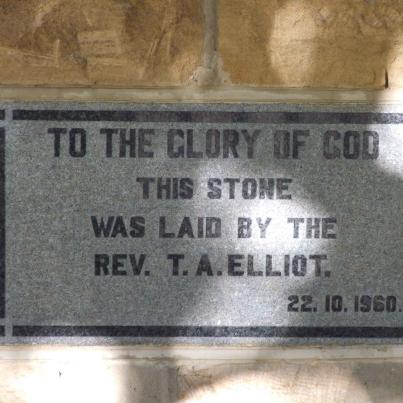 TO THE GLORY OF GOD
THIS STONE
WAS LAID BY THE
REV. T.A. ELLIOT.
22.10.1960.